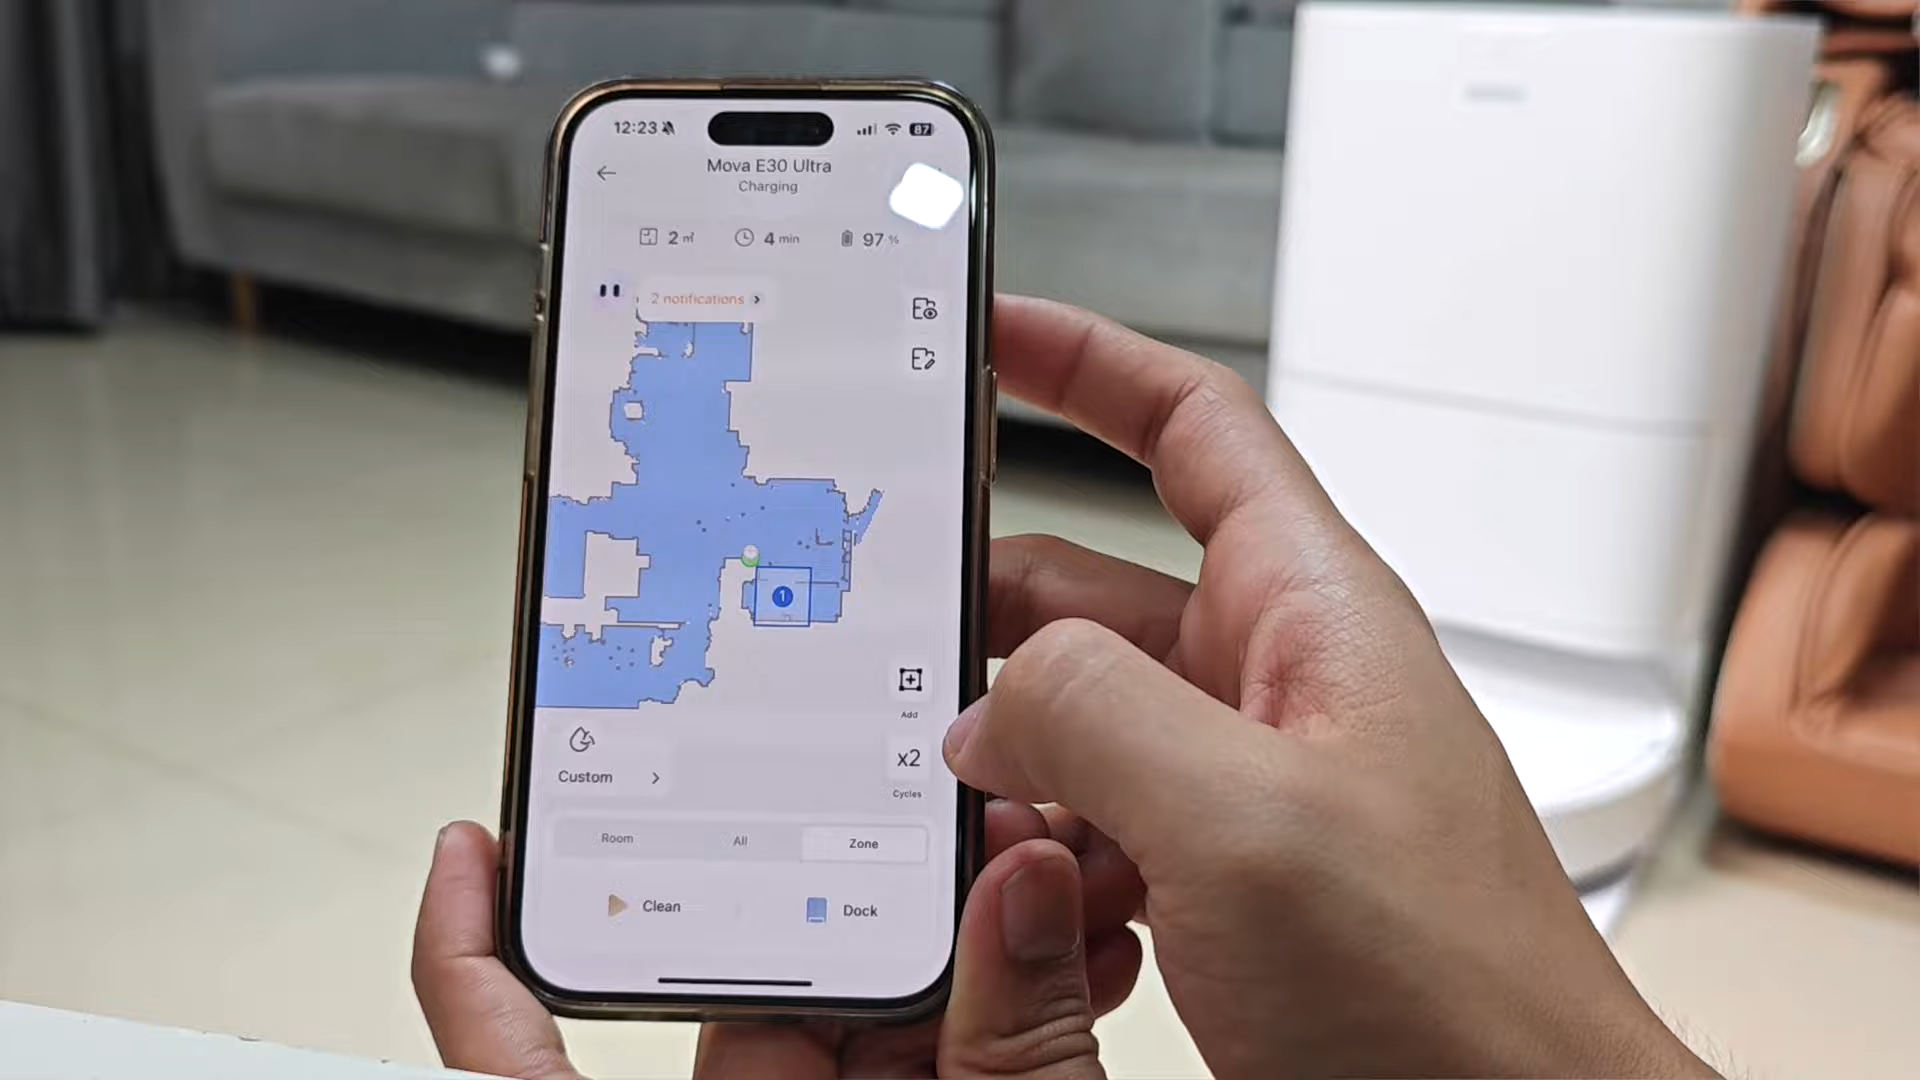 12:23
87
Mova E30 Ultra
Charging
2 ㎡
4 min
97 %
2 notifications >
1
Add
x2
Cycles
Custom >
Room
All
Zone
Clean
Dock